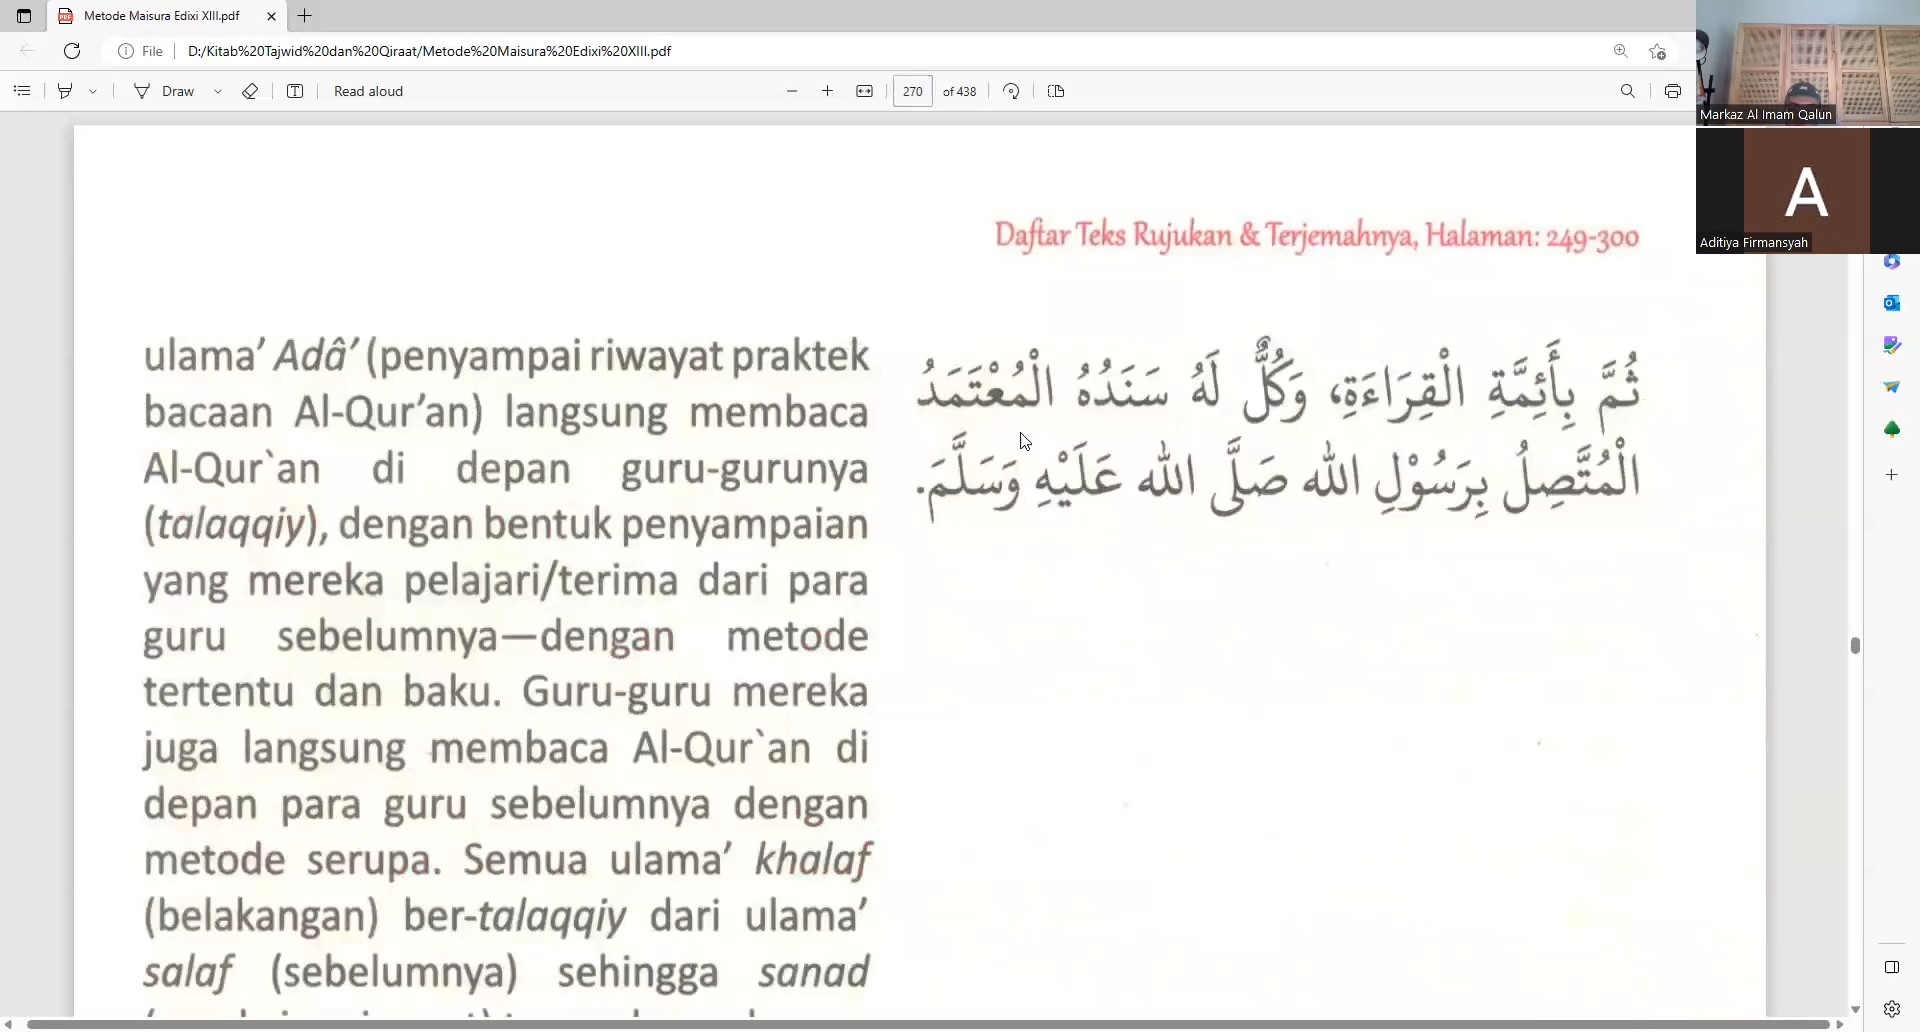 Metode Maisura Edixi XIII.pdf
File
D:/Kitab%20Tajwid%20dan%20Qiraat/Metode%20Maisura%20Edixi%20XIII.pdf
Draw
Read aloud
270 of 438
Markaz Al Imam Qalun
A
Aditiya Firmansyah
Daftar Teks Rujukan & Terjemahnya, Halaman: 249-300
ulama’ Adâ’ (penyampai riwayat praktek
bacaan Al-Qur’an) langsung membaca
Al-Qur`an di depan guru-gurunya
(talaqqiy), dengan bentuk penyampaian
yang mereka pelajari/terima dari para
guru sebelumnya—dengan metode
tertentu dan baku. Guru-guru mereka
juga langsung membaca Al-Qur`an di
depan para guru sebelumnya dengan
metode serupa. Semua ulama’ khalaf
(belakangan) ber-talaqqiy dari ulama’
salaf (sebelumnya) sehingga sanad
ثُمَّ بِأَئِمَّةِ الْقِرَاءَةِ، وَكُلٌّ لَهُ سَنَدُهُ الْمُعْتَمَدُ
الْمُتَّصِلُ بِرَسُوْلِ الله صَلَّى الله عَلَيْهِ وَسَلَّمَ.